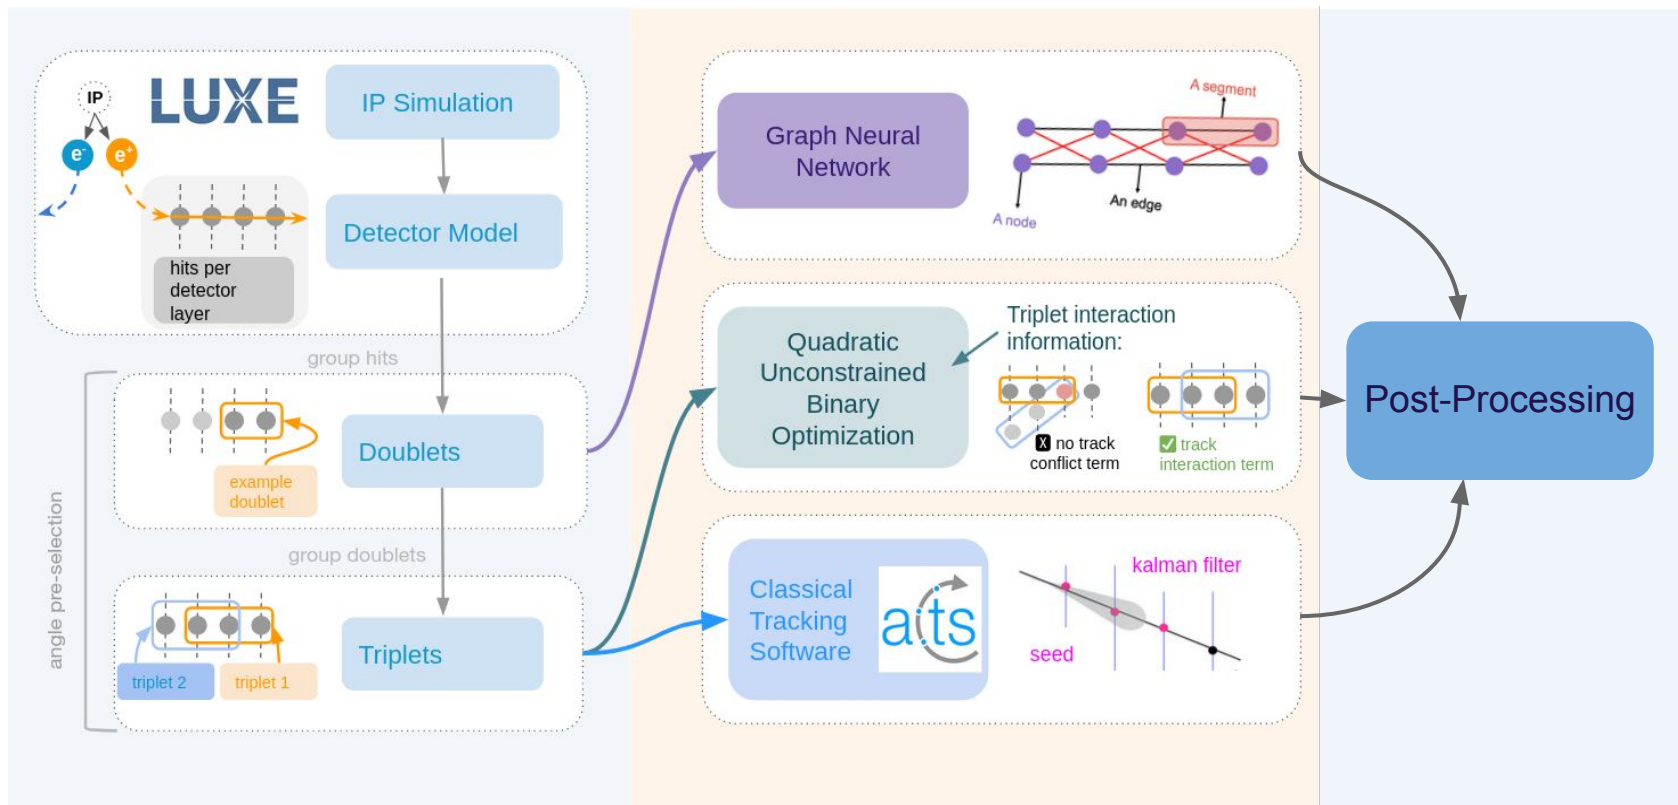 IP
LUXE
e-
e+
IP Simulation
Detector Model
hits per
detector
layer
group hits
Doublets
example
doublet
group doublets
angle pre-selection
Triplets
triplet 2
triplet 1
Graph Neural
Network
A segment
An edge
A node
Quadratic
Unconstrained
Binary
Optimization
Triplet interaction
information:
X no track
conflict term
✓ track
interaction term
Classical
Tracking
Software
a:ts
kalman filter
seed
Post-Processing